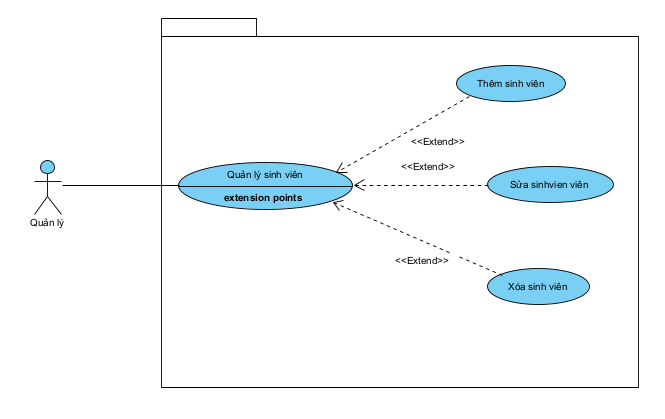 Thêm sinh viên
<<Extend>>
<<Extend>>
Quản lý sinh viên
extension points
Sửa sinhvien viên
Quản lý
<<Extend>>
Xóa sinh viên